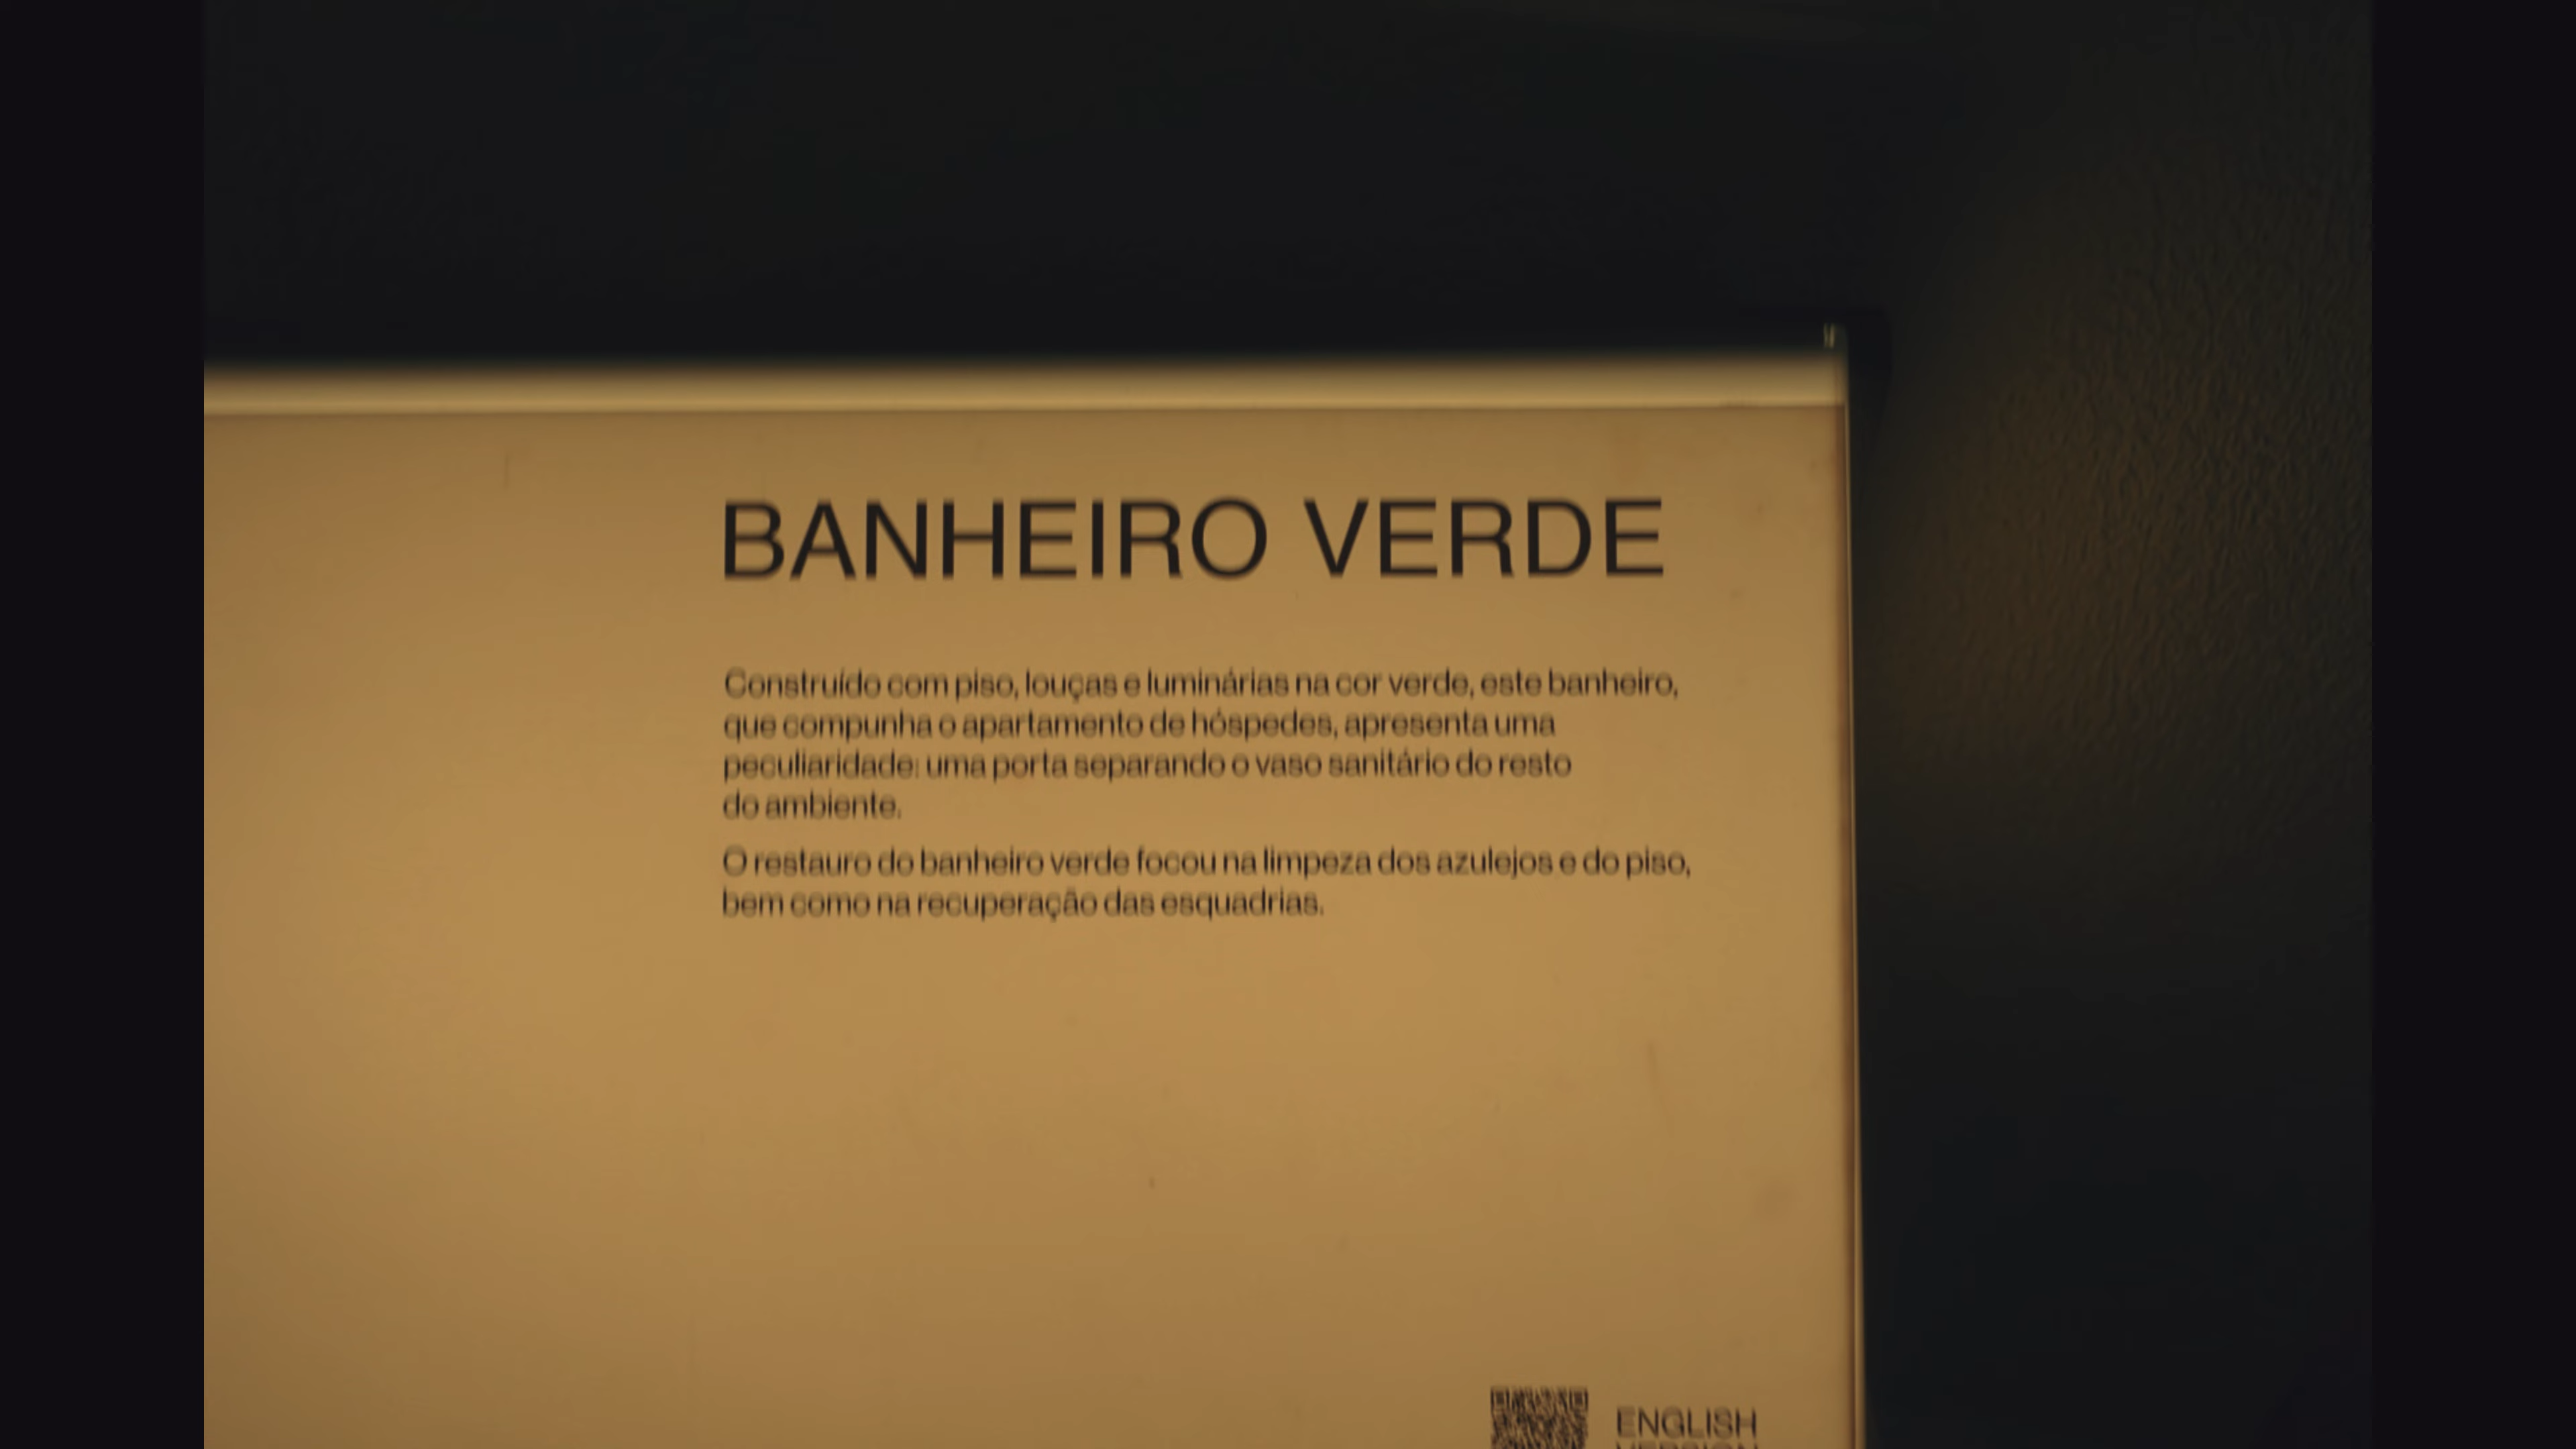 BANHEIRO VERDE
Construído com piso, louças e luminárias na cor verde, este banheiro,
que compunha o apartamento de hóspedes, apresenta uma
peculiaridade: uma porta separando o vaso sanitário do resto
do ambiente.
O restauro do banheiro verde focou na limpeza dos azulejos e do piso,
bem como na recuperação das esquadrias.
ENGLISH
VERSION